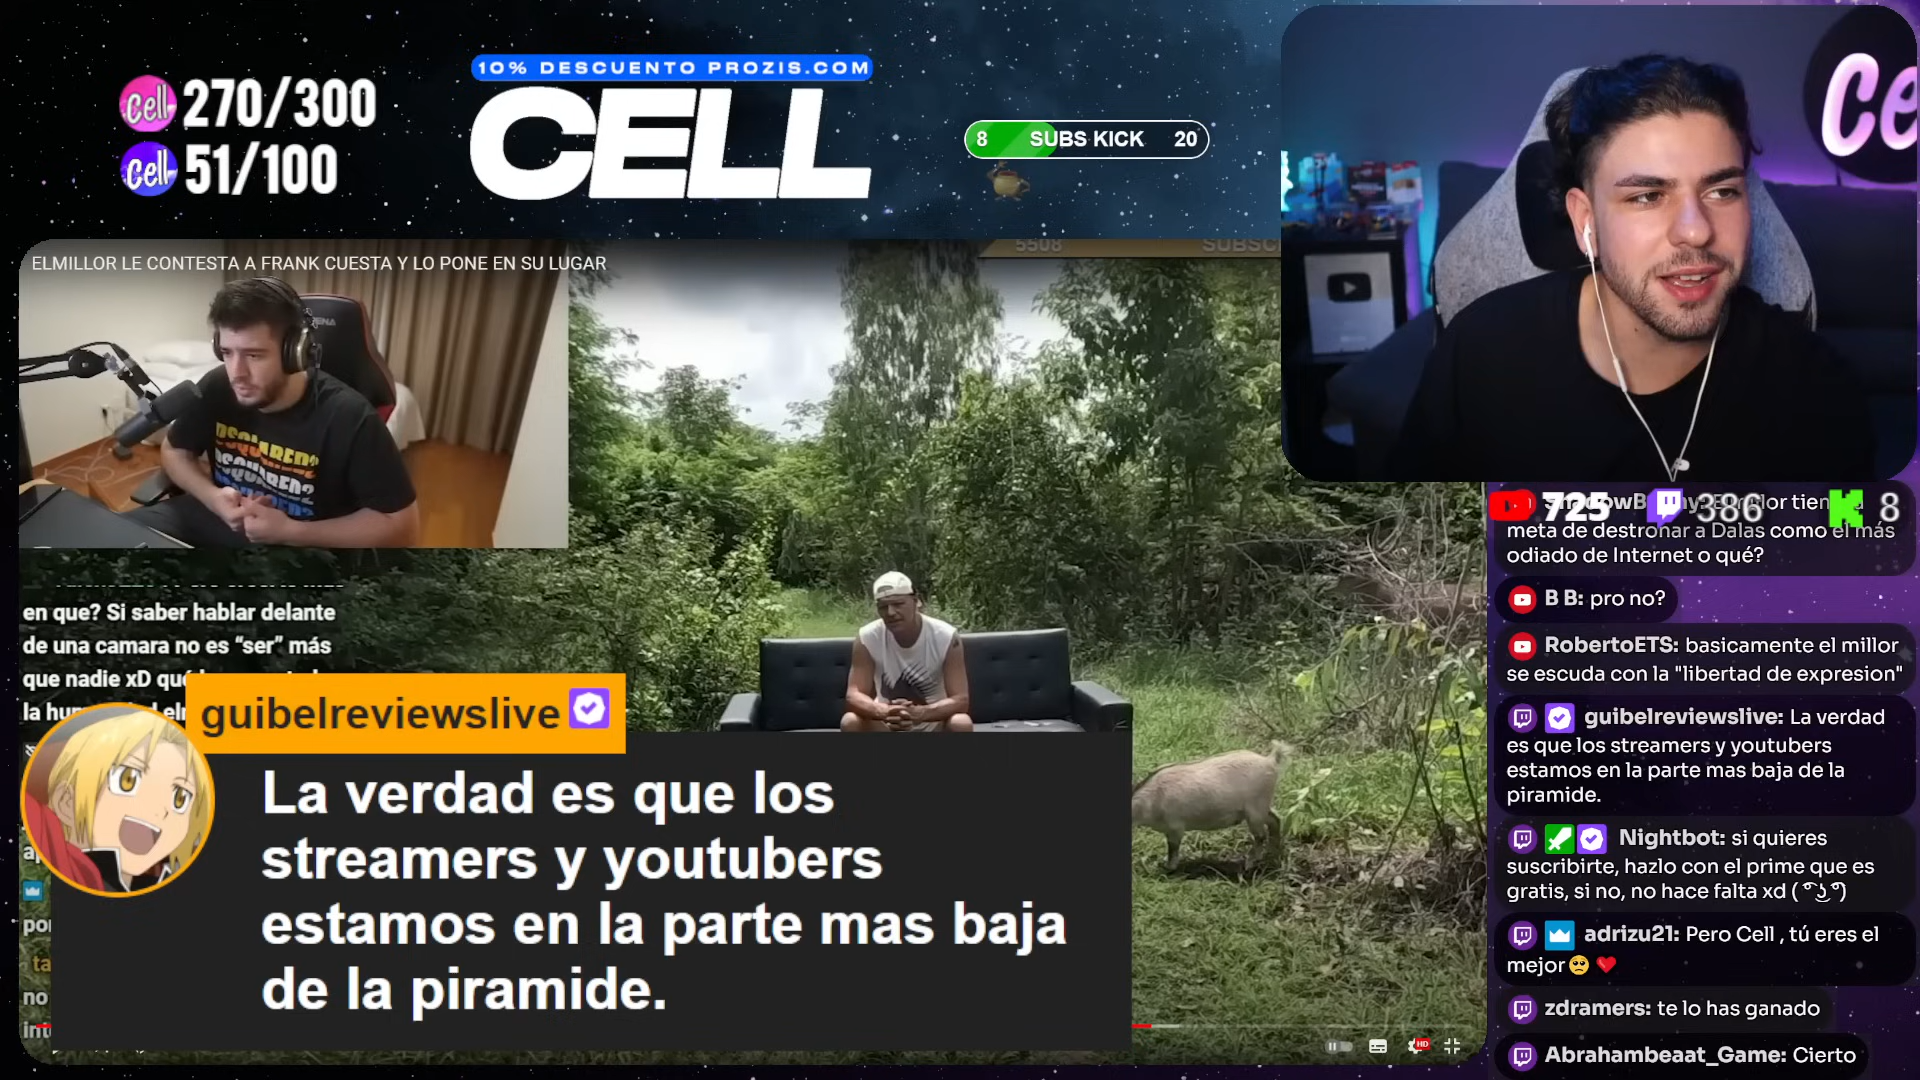 270/300
51/100
10% DESCUENTO PROZIS.COM
CELL
8 SUBS KICK 20
5508
ELMILLOR LE CONTESTA A FRANK CUESTA Y LO PONE EN SU LUGAR
en que? Si saber hablar delante
de una camara no es “ser” más
que nadie xD
guibelreviewslive
La verdad es que los
streamers y youtubers
estamos en la parte mas baja
de la piramide.
HD
725 386 8
meta de destronar a Dalas como el más
odiado de Internet o qué?
B B: pro no?
RobertoETS: basicamente el millor
se escuda con la "libertad de expresion"
guibelreviewslive: La verdad
es que los streamers y youtubers
estamos en la parte mas baja de la
piramide.
Nightbot: si quieres
suscribirte, hazlo con el prime que es
gratis, si no, no hace falta xd ( ͡° ͜ʖ ͡°)
adrizu21: Pero Cell , tú eres el
mejor🥺 ❤️
zdramers: te lo has ganado
Abrahambeaat_Game: Cierto